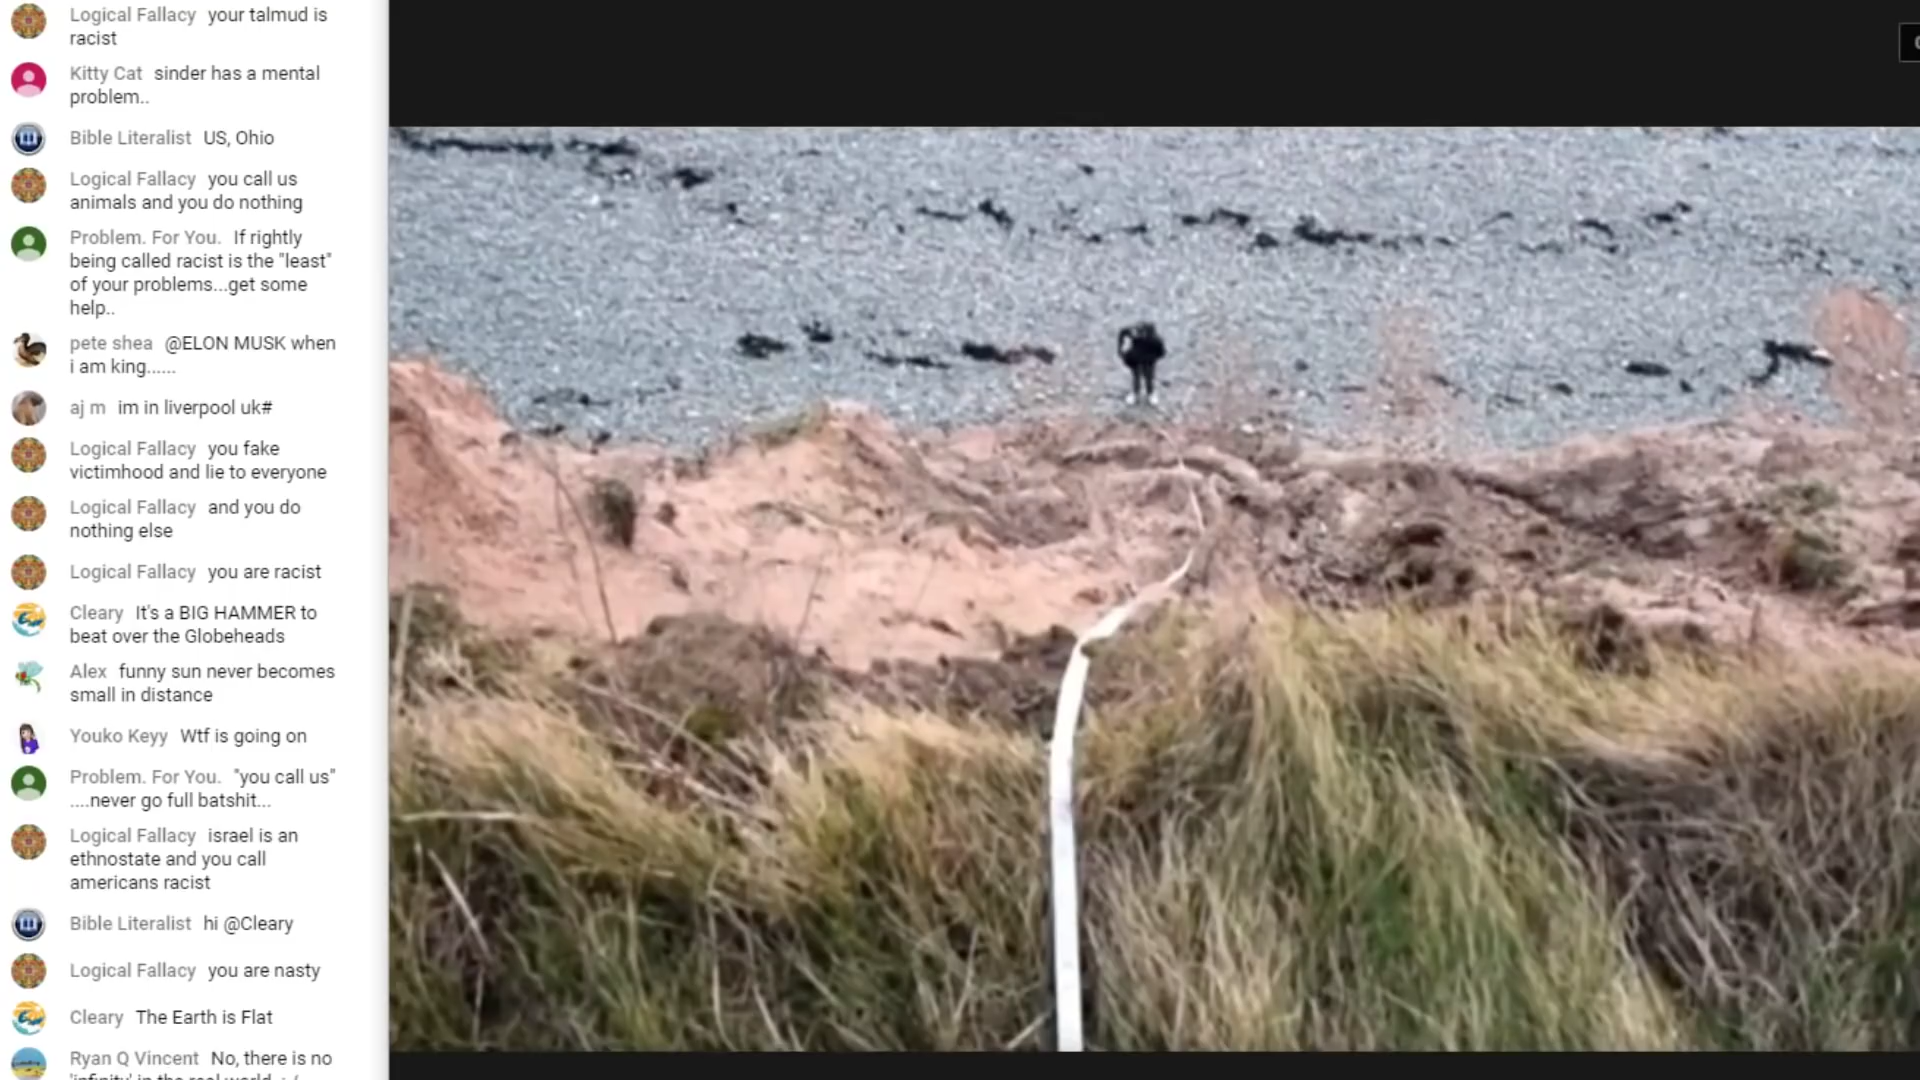 Logical Fallacy your talmud is
racist
Kitty Cat sinder has a mental
problem..
Bible Literalist US, Ohio
Logical Fallacy you call us
animals and you do nothing
Problem. For You. If rightly
being called racist is the "least"
of your problems...get some
help..
pete shea @ELON MUSK when
i am king......
aj m im in liverpool uk#
Logical Fallacy you fake
victimhood and lie to everyone
Logical Fallacy and you do
nothing else
Logical Fallacy you are racist
Cleary It's a BIG HAMMER to
beat over the Globeheads
Alex funny sun never becomes
small in distance
Youko Keyy Wtf is going on
Problem. For You. "you call us"
....never go full batshit...
Logical Fallacy israel is an
ethnostate and you call
americans racist
Bible Literalist hi @Cleary
Logical Fallacy you are nasty
Cleary The Earth is Flat
Ryan Q Vincent No, there is no
'infinity' in the real world